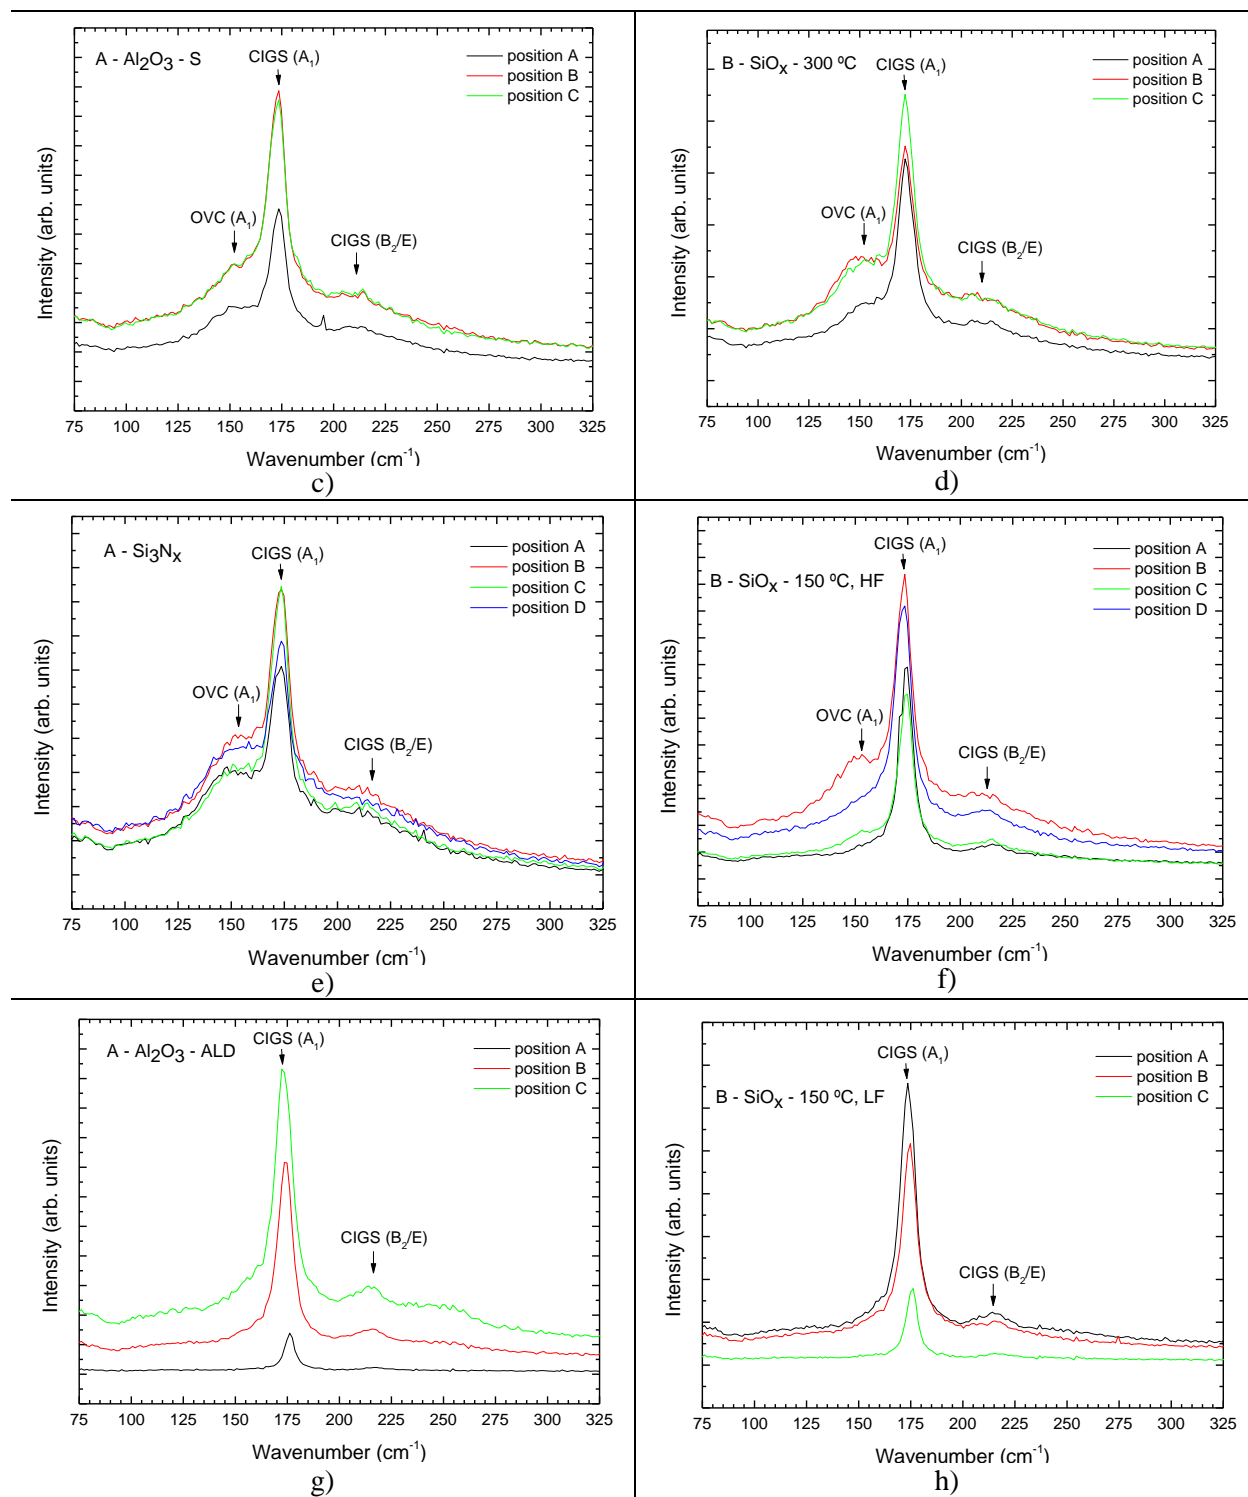 A - Al2O3 - S
CIGS (A1)
position A
position B
position C
OVC (A1)
CIGS (B2/E)
Intensity (arb. units)
75 100 125 150 175 200 225 250 275 300 325
Wavenumber (cm-1)
c)
B - SiOx - 300 ºC
CIGS (A1)
position A
position B
position C
OVC (A1)
CIGS (B2/E)
Intensity (arb. units)
75 100 125 150 175 200 225 250 275 300 325
Wavenumber (cm-1)
d)
A - Si3Nx
CIGS (A1)
position A
position B
position C
position D
OVC (A1)
CIGS (B2/E)
Intensity (arb. units)
75 100 125 150 175 200 225 250 275 300 325
Wavenumber (cm-1)
e)
CIGS (A1)
B - SiOx - 150 ºC, HF
position A
position B
position C
position D
OVC (A1)
CIGS (B2/E)
Intensity (arb. units)
75 100 125 150 175 200 225 250 275 300 325
Wavenumber (cm-1)
f)
A - Al2O3 - ALD
CIGS (A1)
position A
position B
position C
CIGS (B2/E)
Intensity (arb. units)
75 100 125 150 175 200 225 250 275 300 325
Wavenumber (cm-1)
g)
CIGS (A1)
B - SiOx - 150 ºC, LF
position A
position B
position C
CIGS (B2/E)
Intensity (arb. units)
75 100 125 150 175 200 225 250 275 300 325
Wavenumber (cm-1)
h)